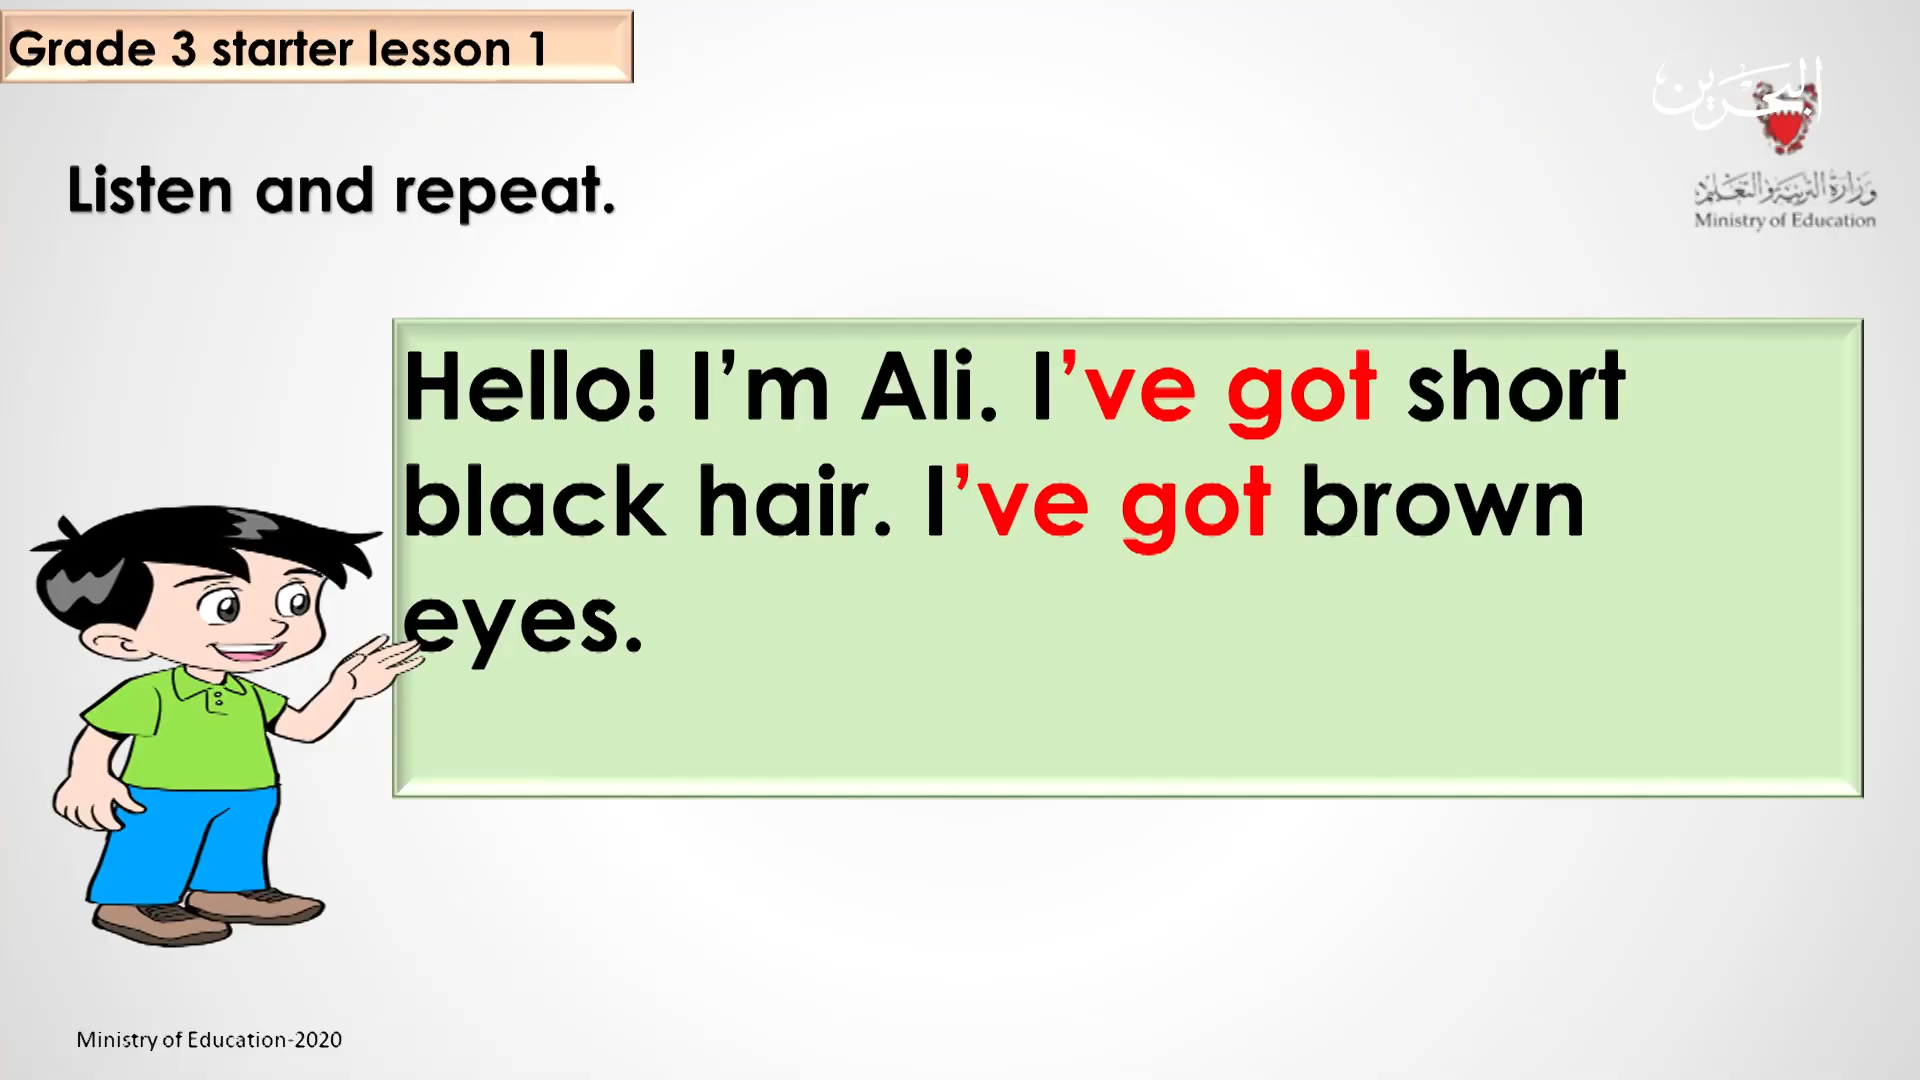 Grade 3 starter lesson 1
البحرين
Listen and repeat.
وزارة التربية والتعليم
Ministry of Education
Hello! I’m Ali. I’ve got short
black hair. I’ve got brown
eyes.
Ministry of Education-2020